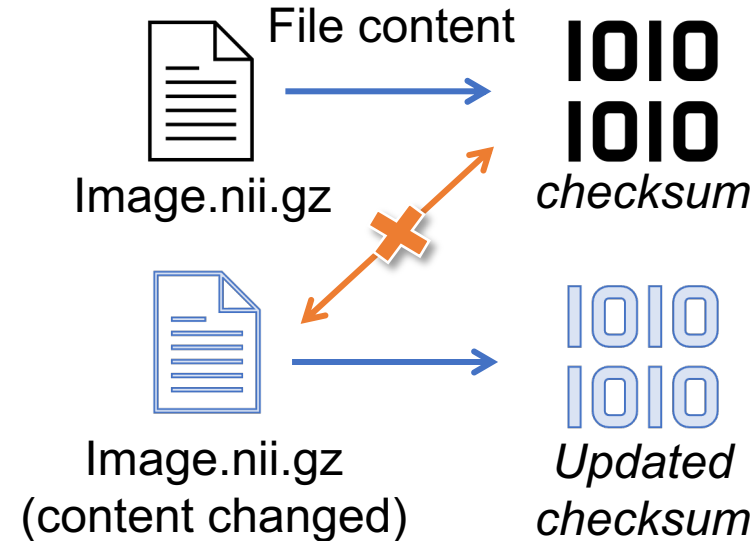 File content
1010
1010
Image.nii.gz
checksum
1010
1010
Image.nii.gz
(content changed)
Updated
checksum